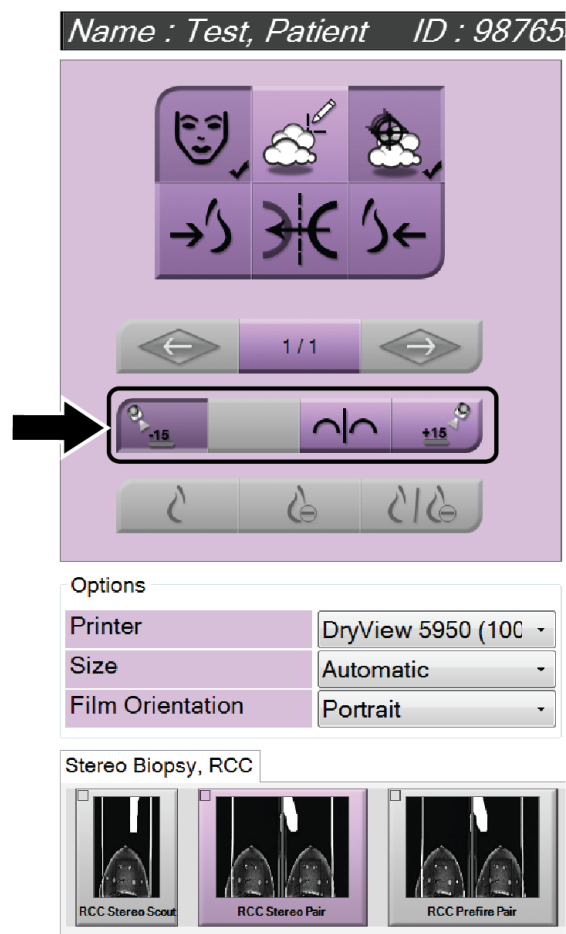 Name : Test, Patient ID : 98765
1 / 1
-15 +15
Options
Printer DryView 5950 (100
Size Automatic
Film Orientation Portrait
Stereo Biopsy, RCC
RCC Stereo Scout RCC Stereo Pair RCC Prefire Pair